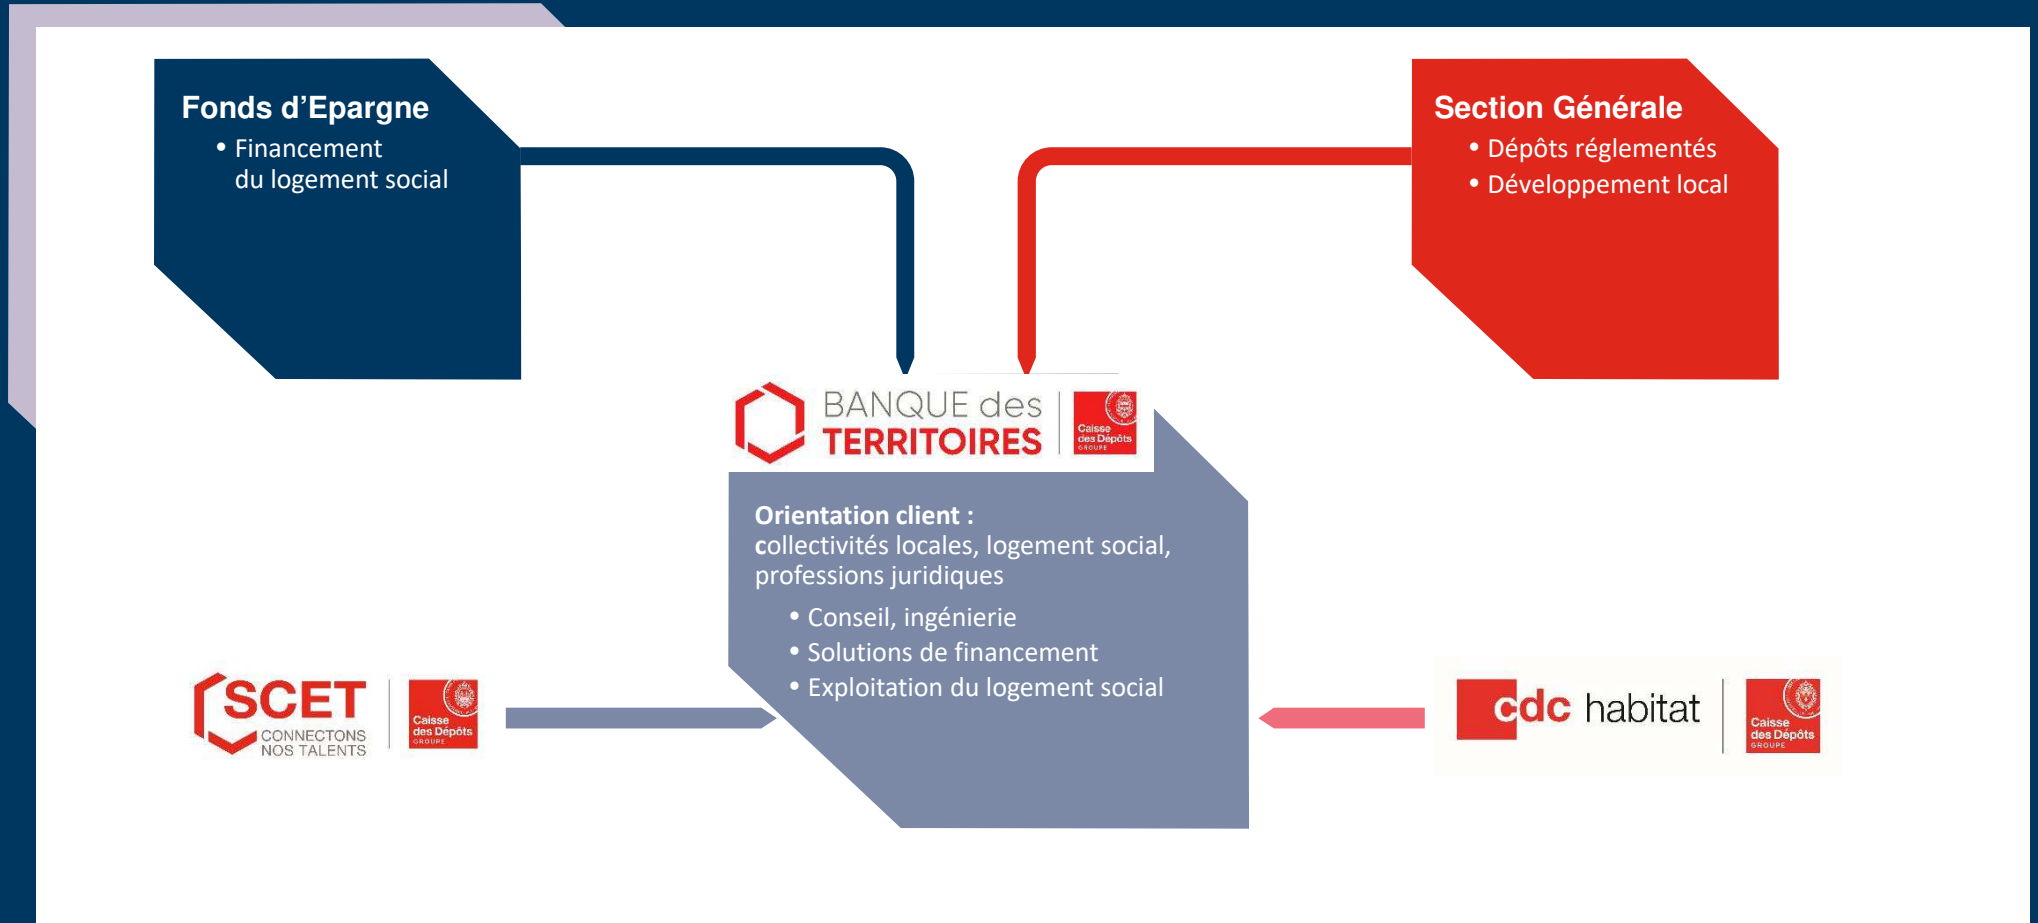 Fonds d’Epargne
• Financement
du logement social
Section Générale
• Dépôts réglementés
• Développement local
BANQUE des
TERRITOIRES
Caisse
des Dépôts
GROUPE
Orientation client :
collectivités locales, logement social,
professions juridiques
• Conseil, ingénierie
• Solutions de financement
• Exploitation du logement social
SCET
CONNECTONS
NOS TALENTS
Caisse
des Dépôts
GROUPE
cdc habitat
Caisse
des Dépôts
GROUPE